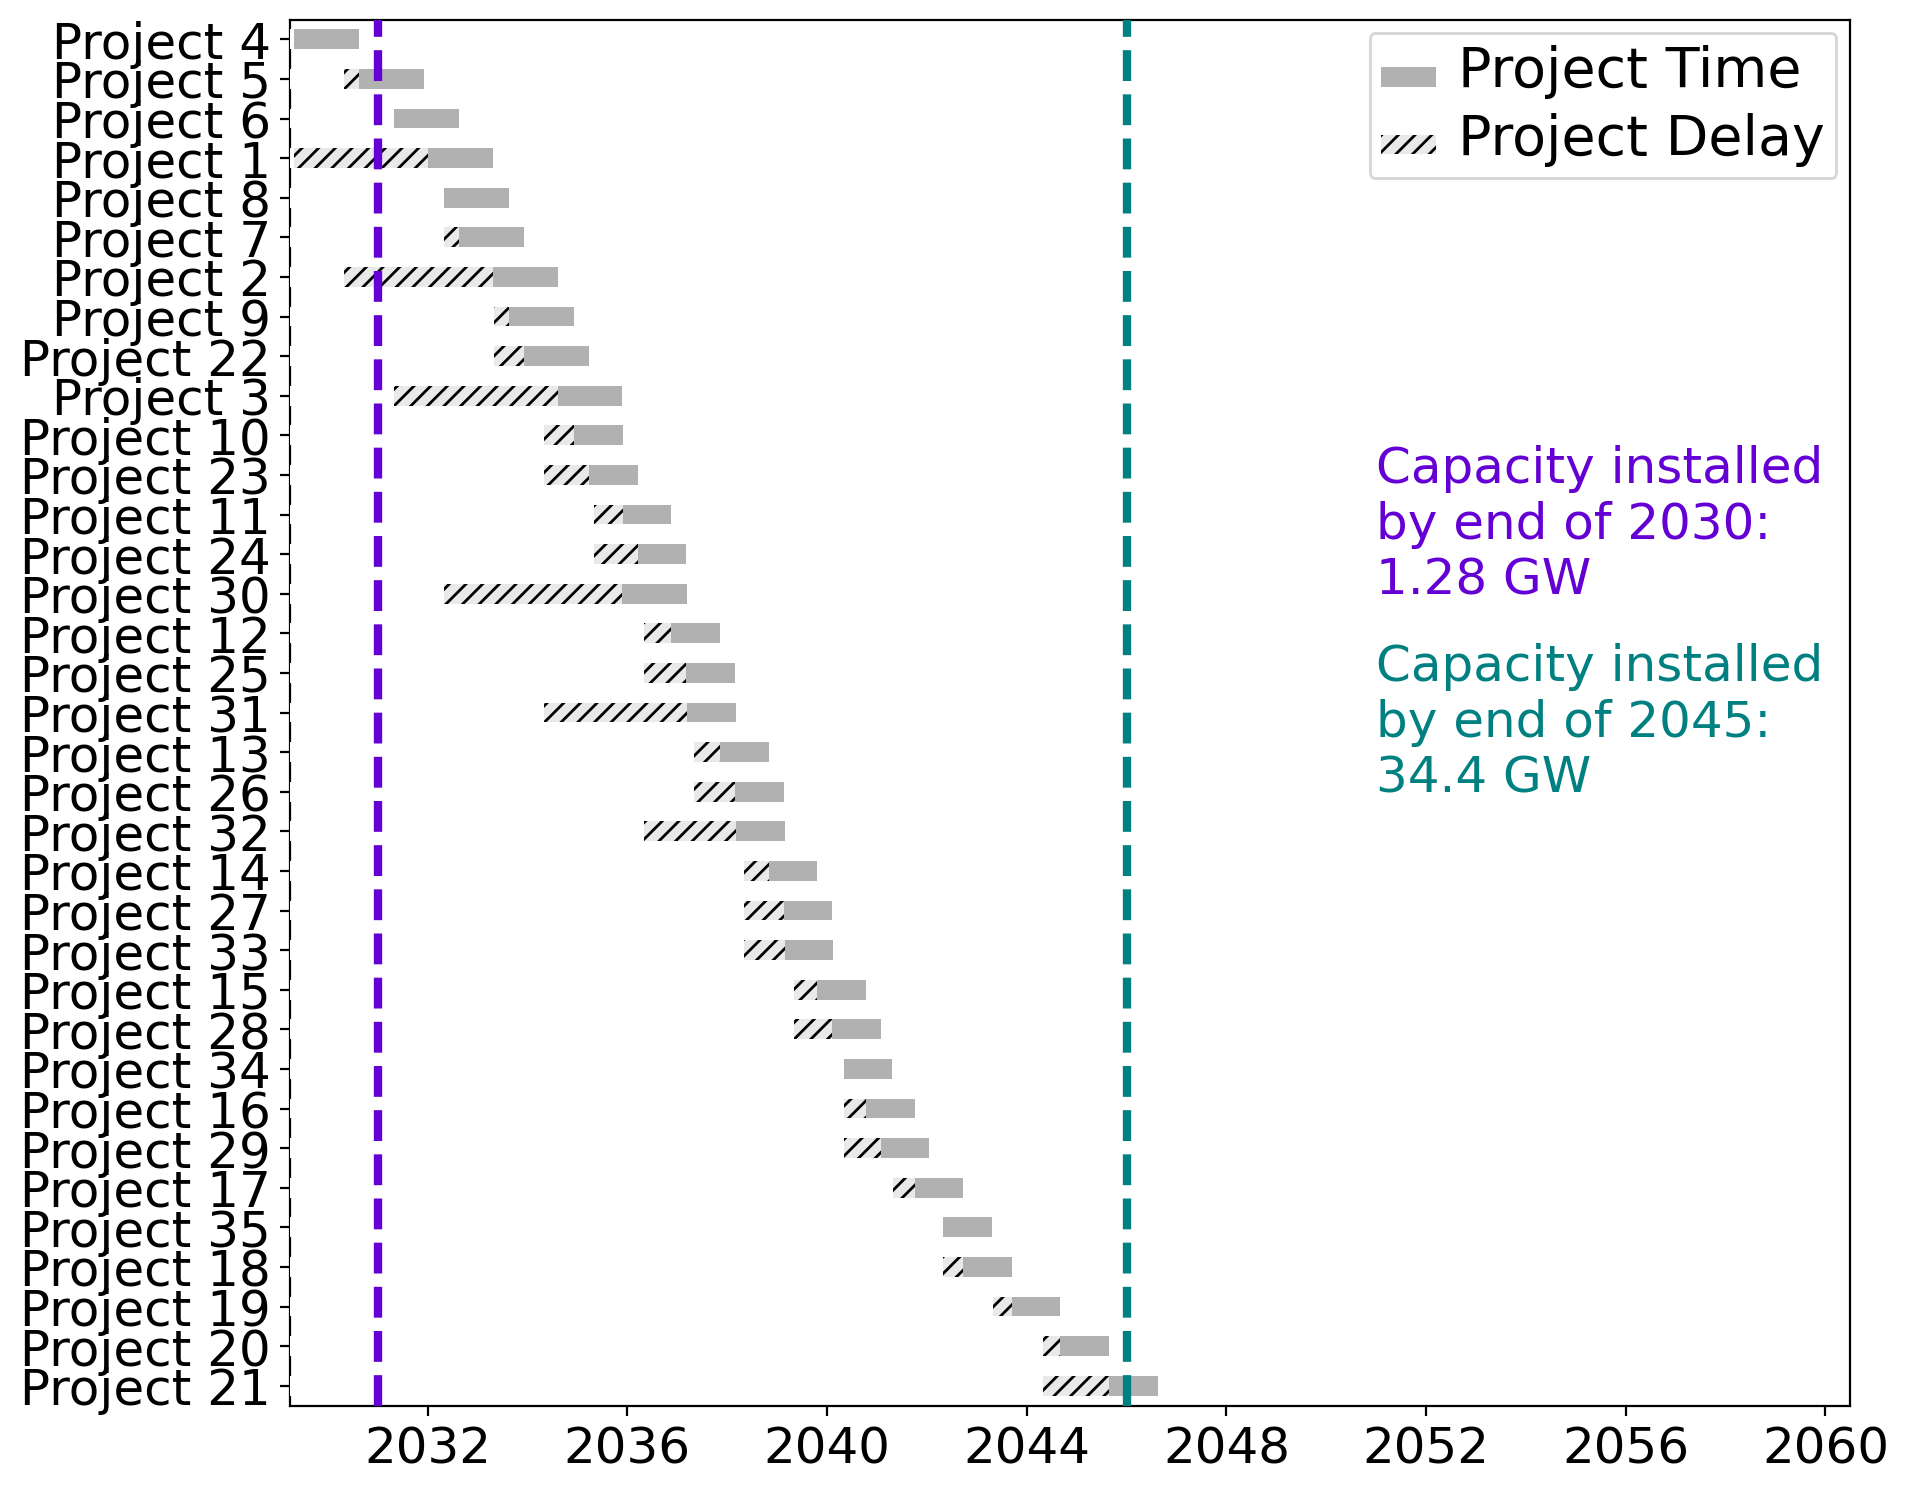 Project 4
Project 5
Project 6
Project 1
Project 8
Project 7
Project 2
Project 9
Project 22
Project 3
Project 10
Project 23
Project 11
Project 24
Project 30
Project 12
Project 25
Project 31
Project 13
Project 26
Project 32
Project 14
Project 27
Project 33
Project 15
Project 28
Project 34
Project 16
Project 29
Project 17
Project 35
Project 18
Project 19
Project 20
Project 21
Project Time
Project Delay
Capacity installed
by end of 2030:
1.28 GW
Capacity installed
by end of 2045:
34.4 GW
2032 2036 2040 2044 2048 2052 2056 2060